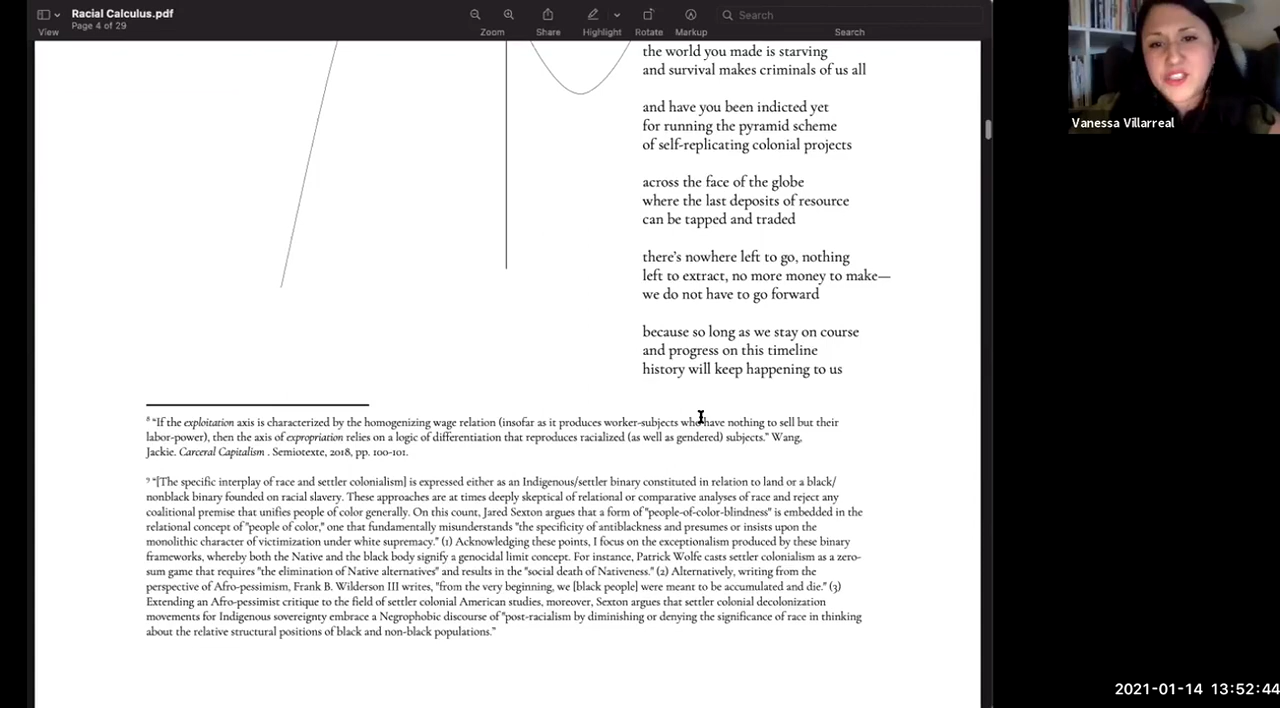 Racial Calculus.pdf
Page 4 of 29
View
Zoom
Share
Highlight
Rotate
Markup
Search
Search
Vanessa Villarreal
the world you made is starving
and survival makes criminals of us all
and have you been indicted yet
for running the pyramid scheme
of self-replicating colonial projects
across the face of the globe
where the last deposits of resource
can be tapped and traded
there's nowhere left to go, nothing
left to extract, no more money to make—
we do not have to go forward
because so long as we stay on course
and progress on this timeline
history will keep happening to us
8 "If the exploitation axis is characterized by the homogenizing wage relation (insofar as it produces worker-subjects who have nothing to sell but their
labor-power), then the axis of expropriation relies on a logic of differentiation that reproduces racialized (as well as gendered) subjects." Wang,
Jackie. Carceral Capitalism . Semiotexte, 2018, pp. 100-101.
9 "[The specific interplay of race and settler colonialism] is expressed either as an Indigenous/settler binary constituted in relation to land or a black/
nonblack binary founded on racial slavery. These approaches are at times deeply skeptical of relational or comparative analyses of race and reject any
coalitional premise that unifies people of color generally. On this count, Jared Sexton argues that a form of "people-of-color-blindness" is embedded in the
relational concept of "people of color," one that fundamentally misunderstands "the specificity of antiblackness and presumes or insists upon the
monolithic character of victimization under white supremacy." (1) Acknowledging these points, I focus on the exceptionalism produced by these binary
frameworks, whereby both the Native and the black body signify a genocidal limit concept. For instance, Patrick Wolfe casts settler colonialism as a zero-
sum game that requires "the elimination of Native alternatives" and results in the "social death of Nativeness." (2) Alternatively, writing from the
perspective of Afro-pessimism, Frank B. Wilderson III writes, "from the very beginning, we [black people] were meant to be accumulated and die." (3)
Extending an Afro-pessimist critique to the field of settler colonial American studies, moreover, Sexton argues that settler colonial decolonization
movements for Indigenous sovereignty embrace a Negrophobic discourse of "post-racialism by diminishing or denying the significance of race in thinking
about the relative structural positions of black and non-black populations."
2021-01-14 13:52:44